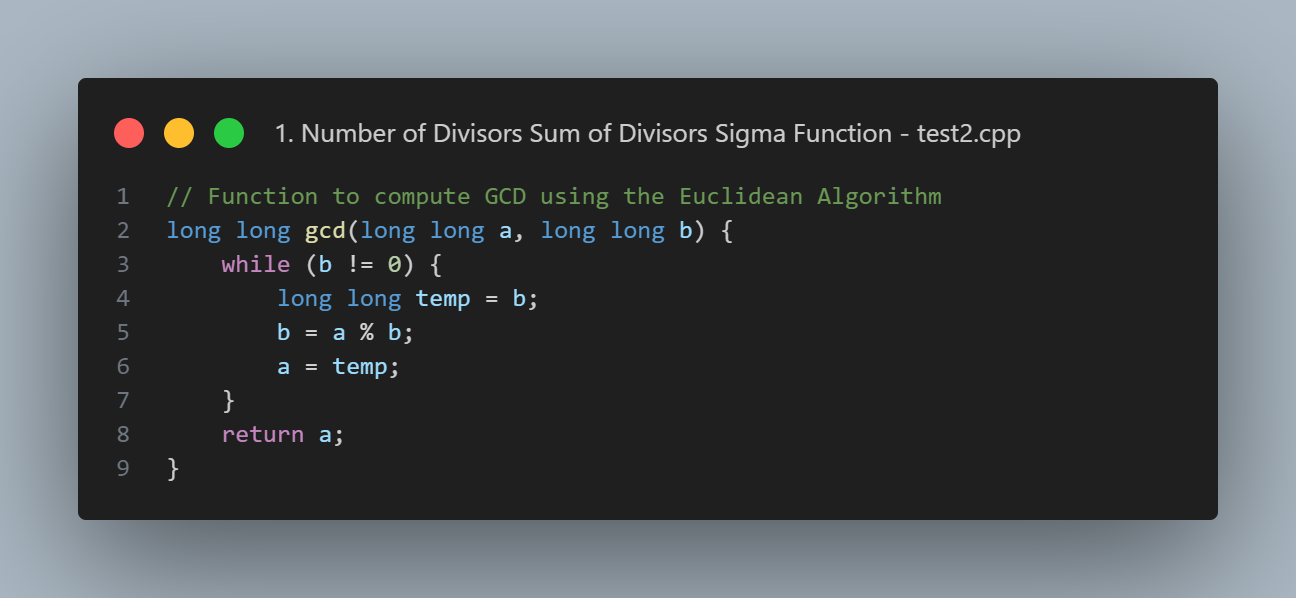 1. Number of Divisors Sum of Divisors Sigma Function - test2.cpp
1 // Function to compute GCD using the Euclidean Algorithm
2 long long gcd(long long a, long long b) {
3     while (b != 0) {
4         long long temp = b;
5         b = a % b;
6         a = temp;
7     }
8     return a;
9 }